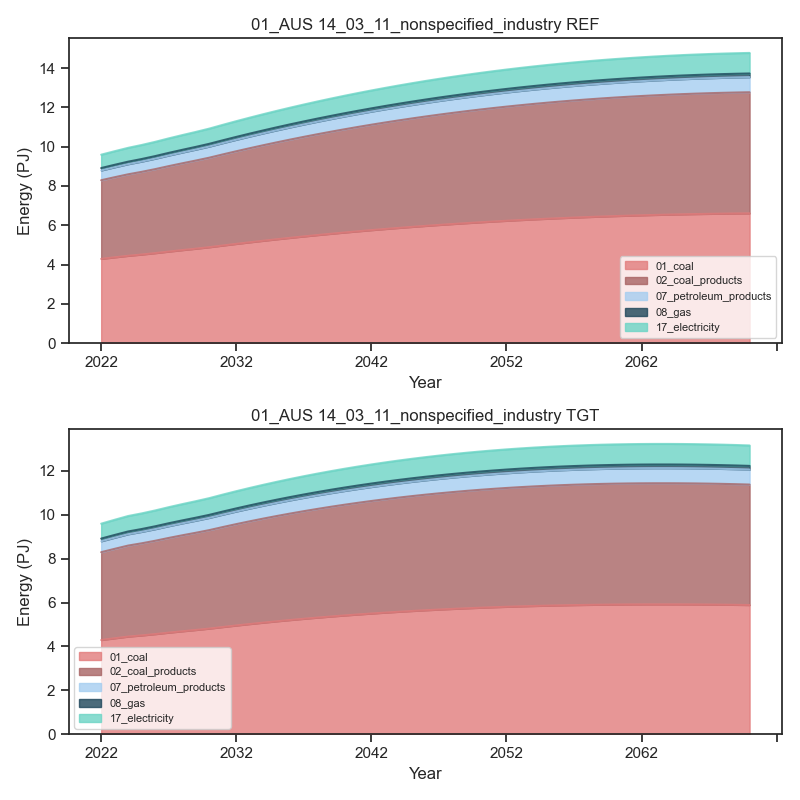 01_AUS 14_03_11_nonspecified_industry REF
14
12
10
8
6
4
2
0
Energy (PJ)
01_coal
02_coal_products
07_petroleum_products
08_gas
17_electricity
2022 2032 2042 2052 2062
Year
01_AUS 14_03_11_nonspecified_industry TGT
12
10
8
6
4
2
0
Energy (PJ)
01_coal
02_coal_products
07_petroleum_products
08_gas
17_electricity
2022 2032 2042 2052 2062
Year